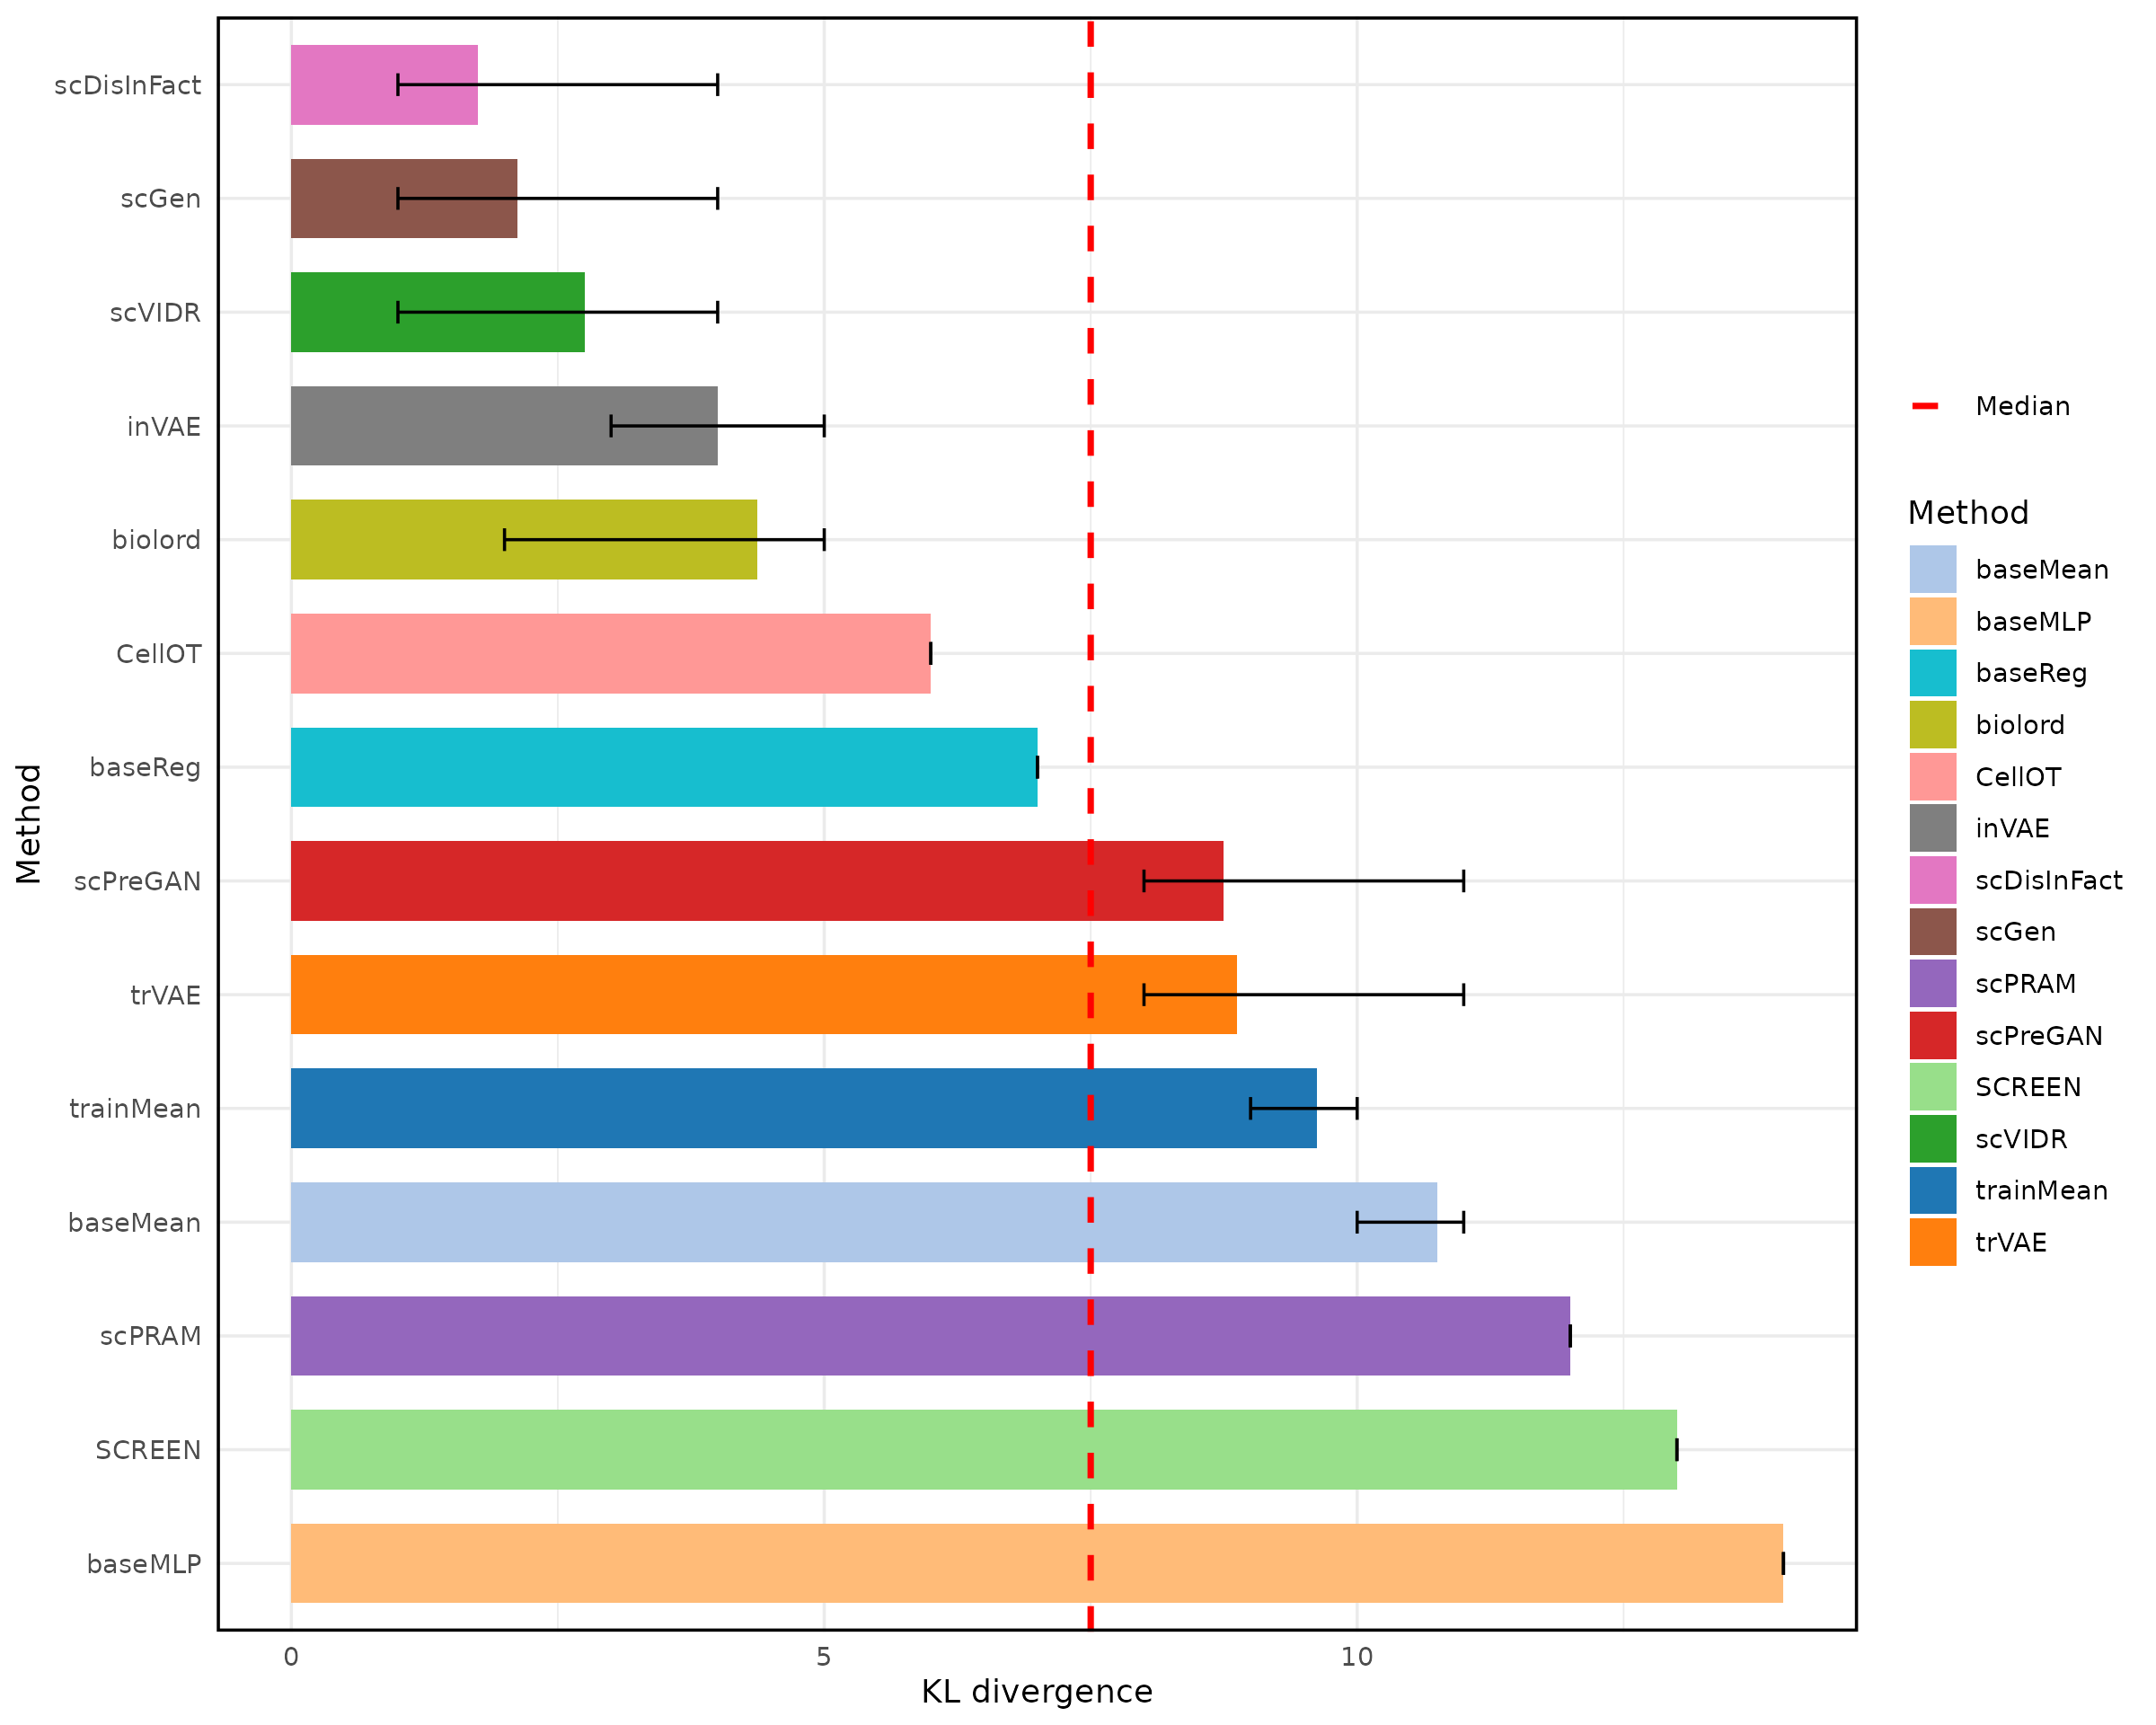 scDisInFact
scGen
scVIDR
inVAE
biolord
CellOT
baseReg
scPreGAN
trVAE
trainMean
baseMean
scPRAM
SCREEN
baseMLP
Method
0 5 10
KL divergence
Median
Method
baseMean
baseMLP
baseReg
biolord
CellOT
inVAE
scDisInFact
scGen
scPRAM
scPreGAN
SCREEN
scVIDR
trainMean
trVAE